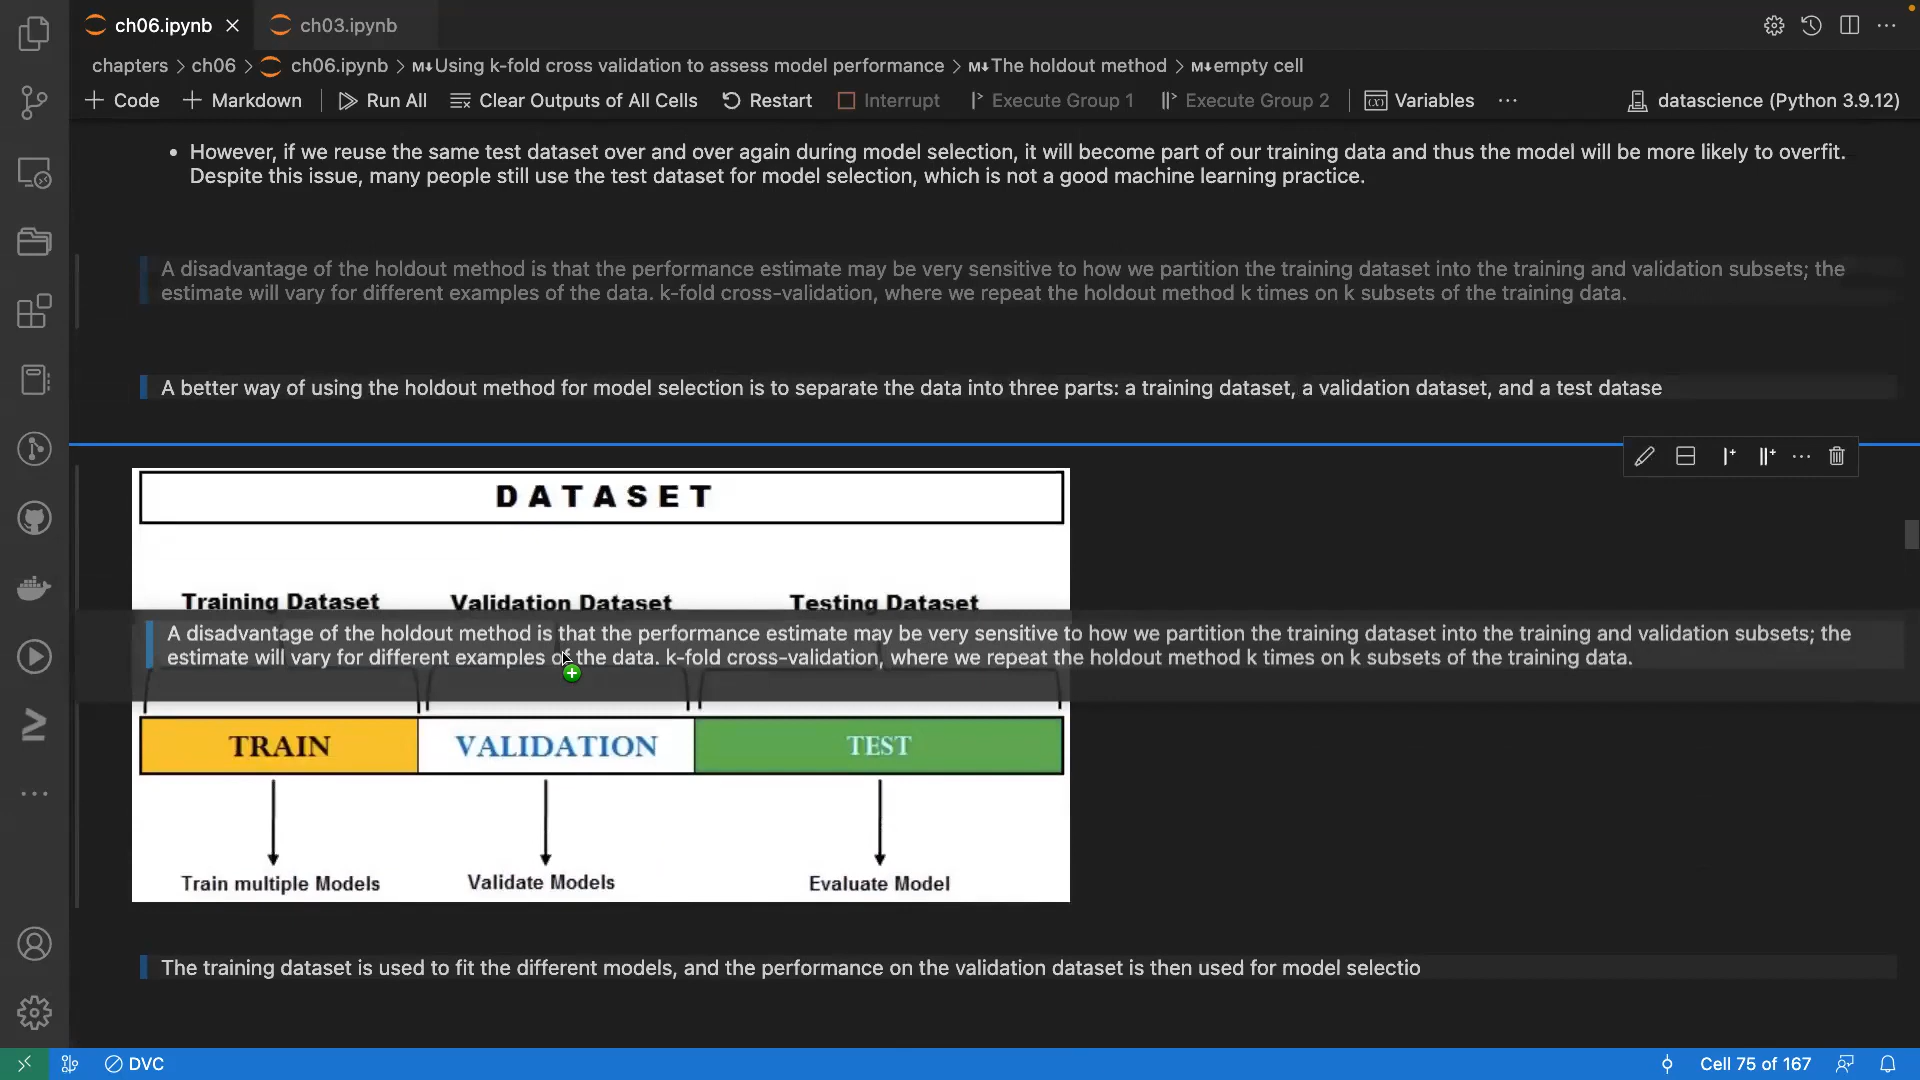 ch06.ipynb
ch03.ipynb
chapters > ch06 > ch06.ipynb > M↓Using k-fold cross validation to assess model performance > M↓The holdout method > M↓empty cell
+ Code + Markdown Run All Clear Outputs of All Cells Restart Interrupt Execute Group 1 Execute Group 2 Variables ··· datascience (Python 3.9.12)
• However, if we reuse the same test dataset over and over again during model selection, it will become part of our training data and thus the model will be more likely to overfit.
Despite this issue, many people still use the test dataset for model selection, which is not a good machine learning practice.
A disadvantage of the holdout method is that the performance estimate may be very sensitive to how we partition the training dataset into the training and validation subsets; the
estimate will vary for different examples of the data. k-fold cross-validation, where we repeat the holdout method k times on k subsets of the training data.
A better way of using the holdout method for model selection is to separate the data into three parts: a training dataset, a validation dataset, and a test datase
DATASET
Training Dataset Validation Dataset Testing Dataset
A disadvantage of the holdout method is that the performance estimate may be very sensitive to how we partition the training dataset into the training and validation subsets; the
estimate will vary for different examples of the data. k-fold cross-validation, where we repeat the holdout method k times on k subsets of the training data.
TRAIN VALIDATION TEST
Train multiple Models Validate Models Evaluate Model
The training dataset is used to fit the different models, and the performance on the validation dataset is then used for model selectio
DVC
Cell 75 of 167